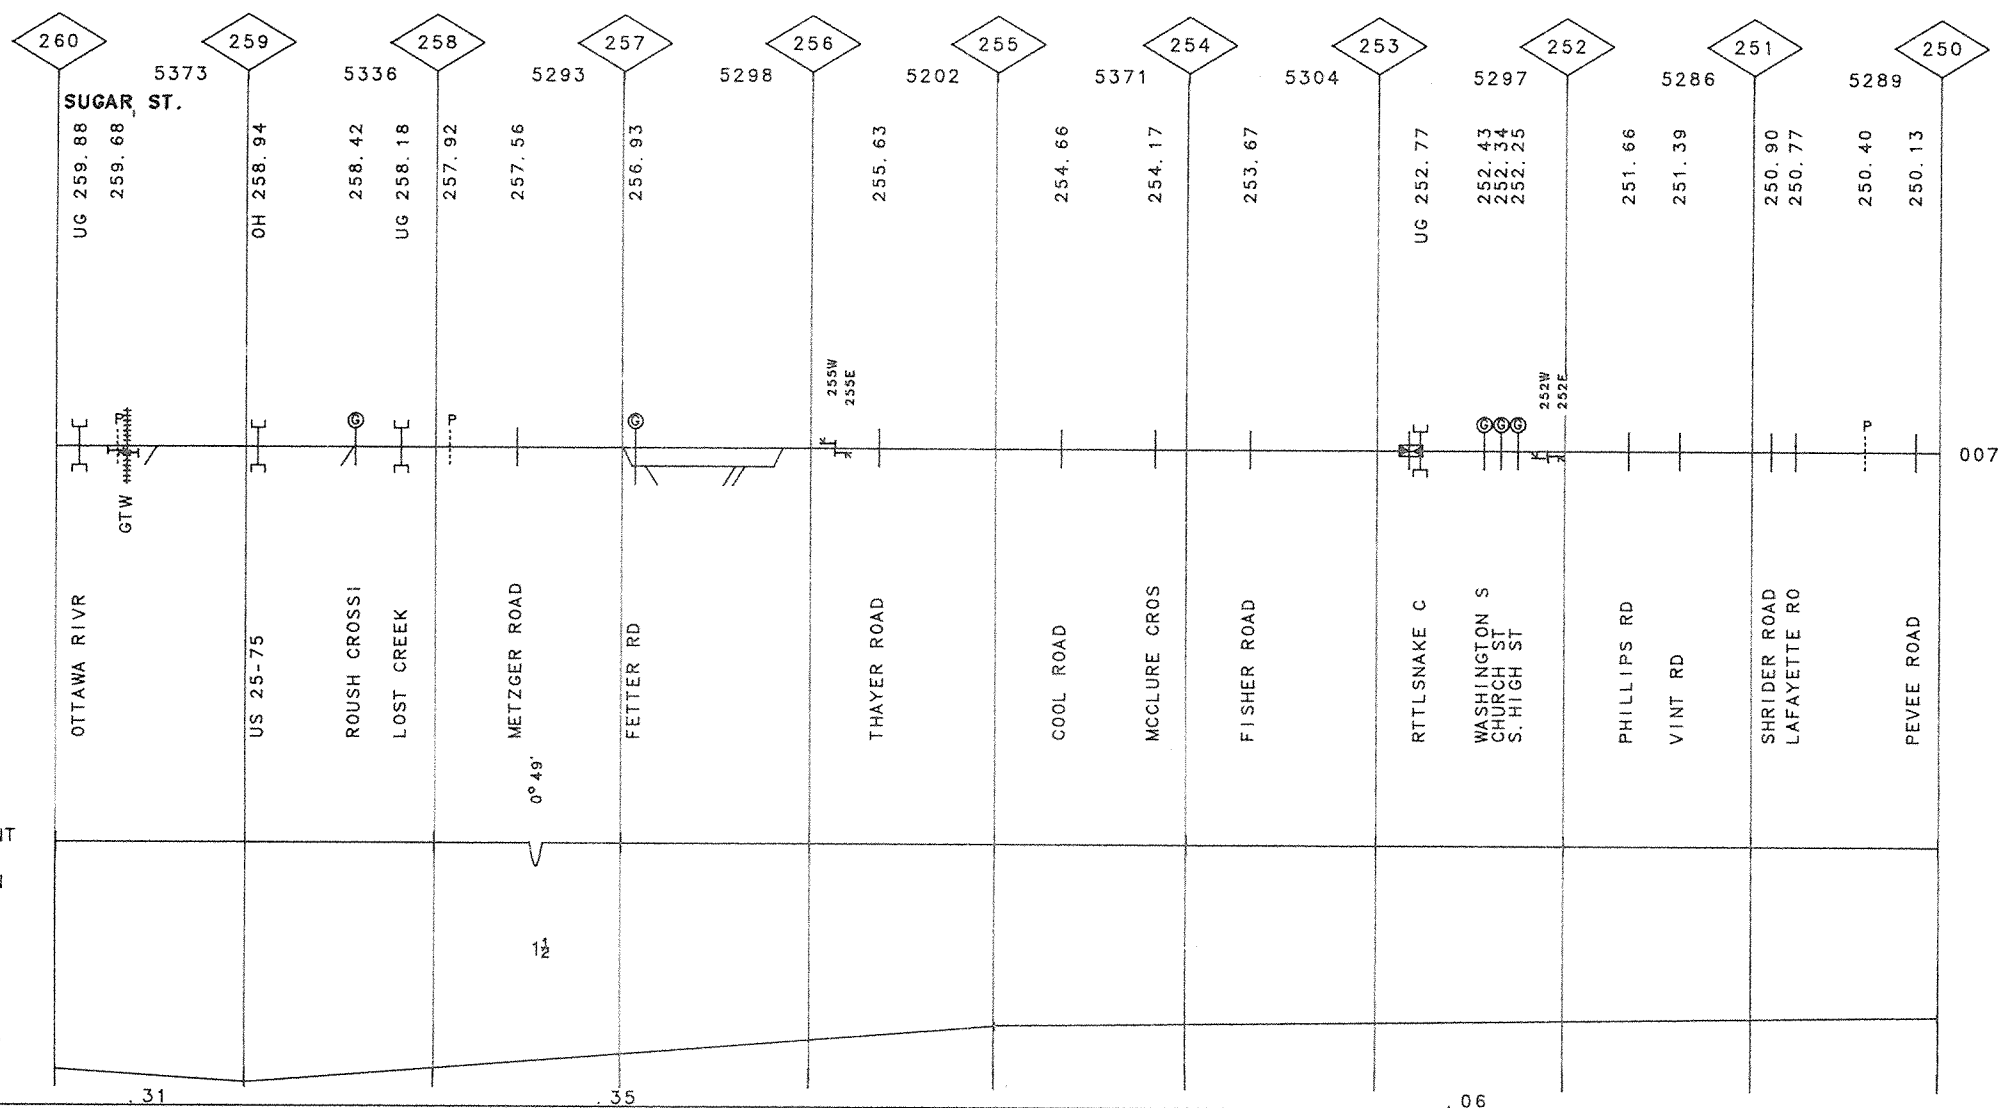 260 259 258 257 256 255 254 253 252 251 250
5373 5336 5293 5298 5202 5371 5304 5297 5286 5289
SUGAR ST.
UG 259.88
259.68
OH 258.94
258.42
UG 258.18
257.92
257.56
256.93
255.63
254.66
254.17
253.67
UG 252.77
252.43
252.34
252.25
251.66
251.39
250.90
250.77
250.40
250.13
255W
255E
252W
252E
P G P G G G G P
007
GTW
OTTAWA RIVR
US 25-75
ROUSH CROSSI
LOST CREEK
METZGER ROAD
FETTER RD
THAYER ROAD
COOL ROAD
MCCLURE CROS
FISHER ROAD
RTTLSNAKE C
WASHINGTON S
CHURCH ST
S. HIGH ST
PHILLIPS RD
VINT RD
SHRIDER ROAD
LAFAYETTE RO
PEVEE ROAD
0° 49'
1½
.31 .35 .06